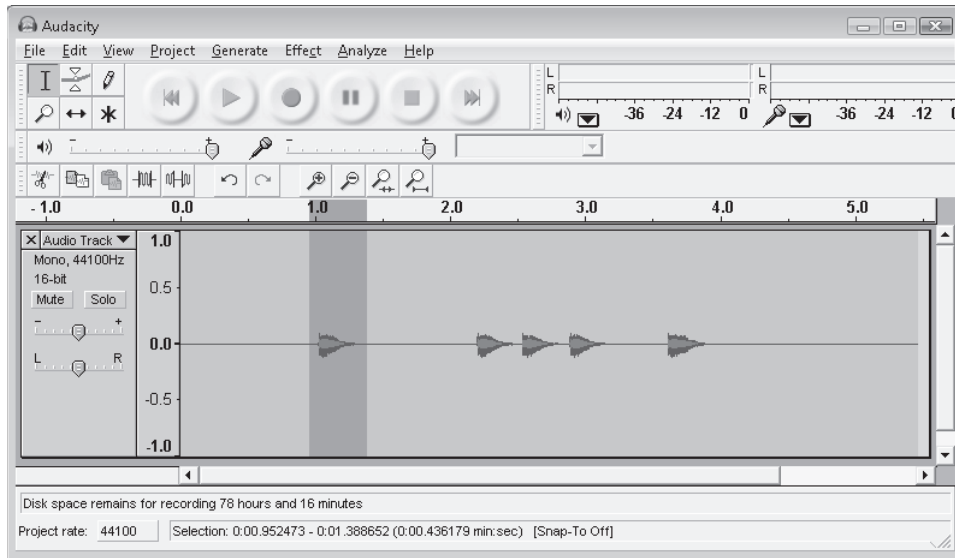 Audacity
File Edit View Project Generate Effect Analyze Help
L
R
-36 -24 -12 0
L
R
-36 -24 -12 0
- 1.0 0.0 1.0 2.0 3.0 4.0 5.0
X Audio Track
Mono, 44100Hz
16-bit
Mute Solo
- +
L R
1.0
0.5
0.0
-0.5
-1.0
Disk space remains for recording 78 hours and 16 minutes
Project rate: 44100 Selection: 0:00.952473 - 0:01.388652 (0:00.436179 min:sec) [Snap-To Off]